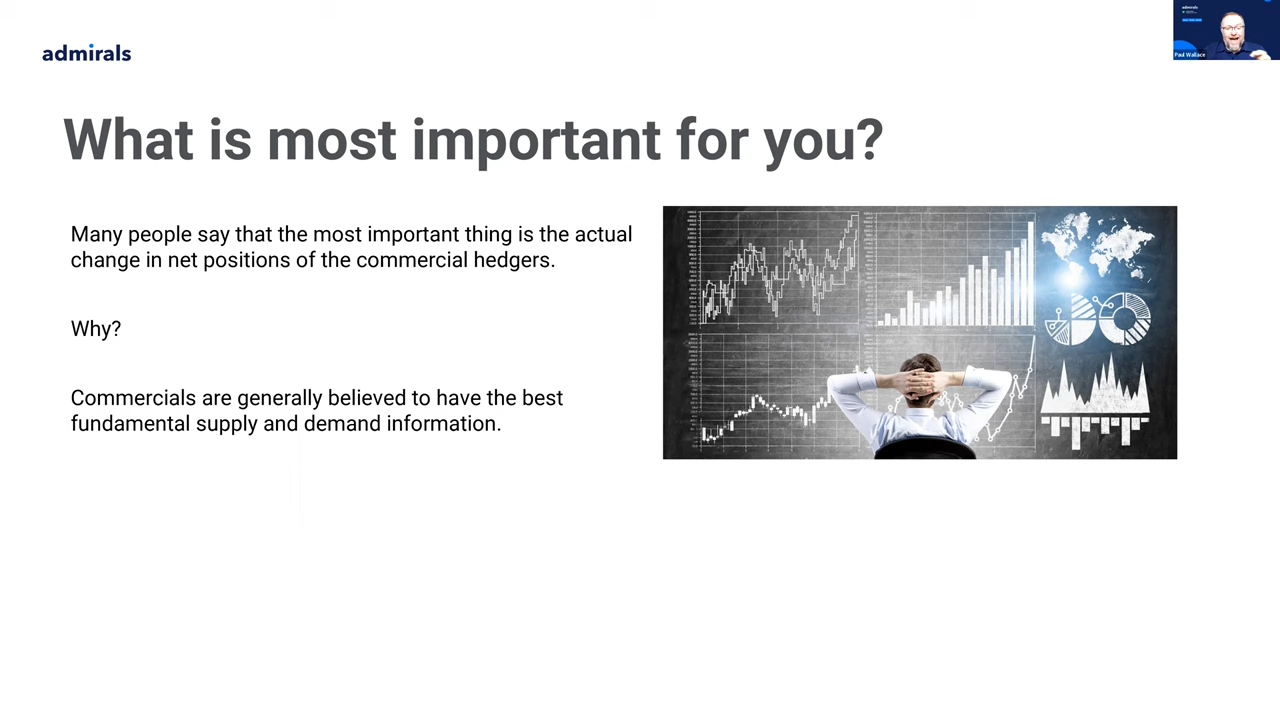 admirals
admirals
Paul Wallace
What is most important for you?
Many people say that the most important thing is the actual
change in net positions of the commercial hedgers.
Why?
Commercials are generally believed to have the best
fundamental supply and demand information.